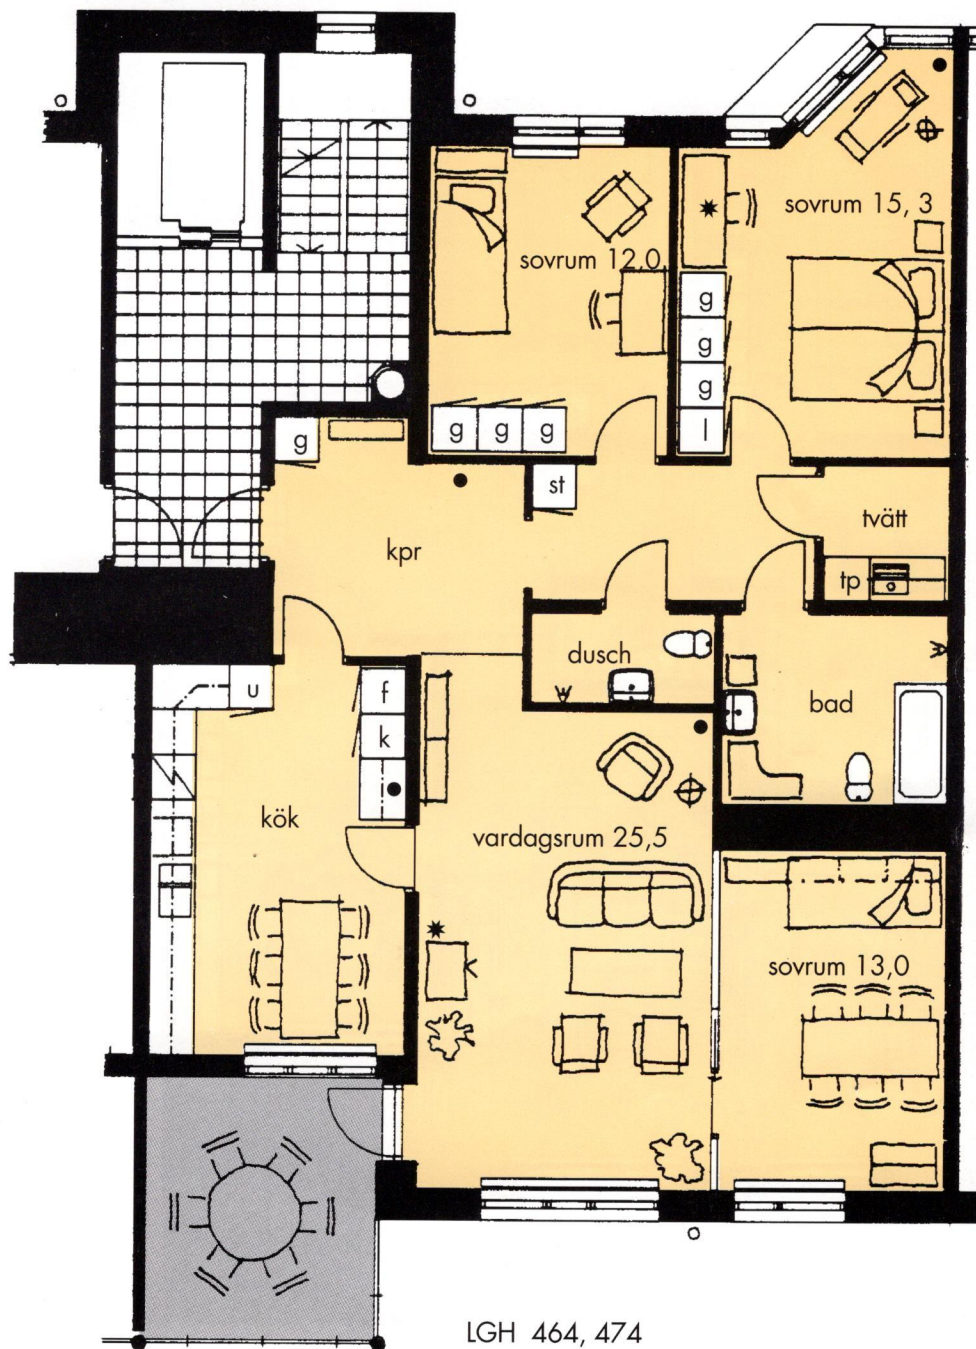 sovrum 15, 3
sovrum 12,0
g
g
g
l
g g g
g
st
tvätt
kpr
tp
dusch
u
f
k
bad
kök
vardagsrum 25,5
sovrum 13,0
LGH 464, 474